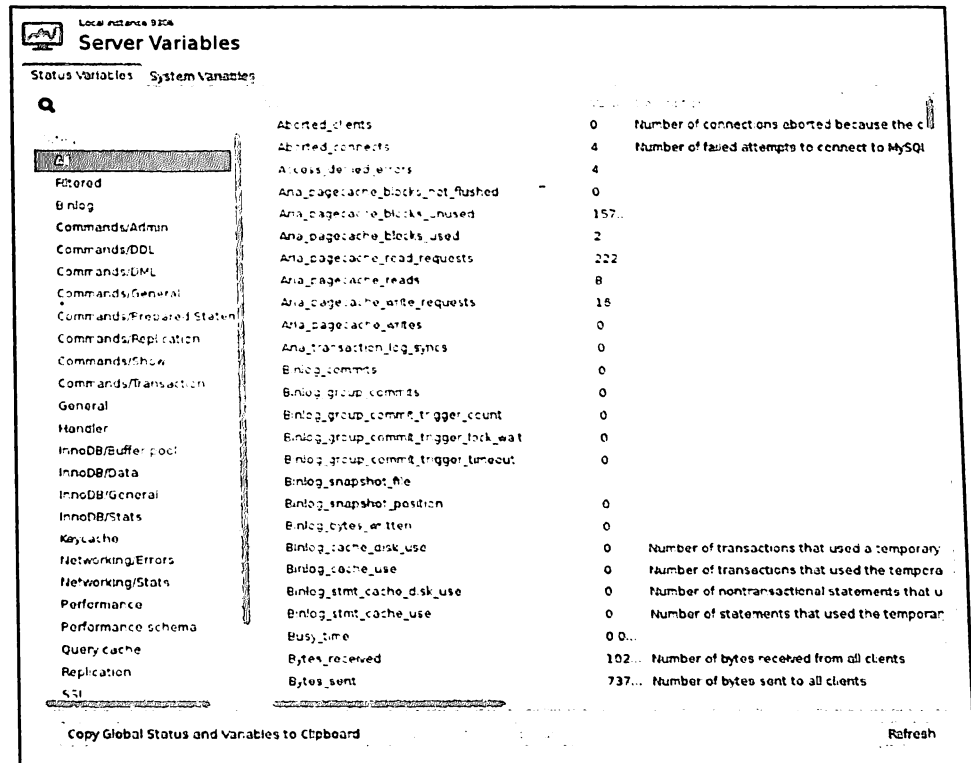 Local instance
Server Variables
Status Variables System Variables
All
Filtered
Binlog
Commands/Admin
Commands/DDL
Commands/DML
Commands/General
Commands/Prepared Staten
Commands/Replication
Commands/Show
Commands/Transaction
General
Handler
InnoDB/Buffer pool
InnoDB/Data
InnoDB/General
InnoDB/Stats
Keycache
Networking/Errors
Networking/Stats
Performance
Performance schema
Query cache
Replication
SSL
Aborted_clients 0 Number of connections aborted because the c
Aborted_connects 4 Number of failed attempts to connect to MySQL
Access_denied_errors 4
Aria_pagecache_blocks_not_flushed 0
Aria_pagecache_blocks_unused 157...
Aria_pagecache_blocks_used 2
Aria_pagecache_read_requests 222
Aria_pagecache_reads 8
Aria_pagecache_write_requests 16
Aria_pagecache_writes 0
Aria_transaction_log_syncs 0
Binlog_commits 0
Binlog_group_commits 0
Binlog_group_commit_trigger_count 0
Binlog_group_commit_trigger_lock_wait 0
Binlog_group_commit_trigger_timeout 0
Binlog_snapshot_file
Binlog_snapshot_position 0
Binlog_bytes_written 0
Binlog_cache_disk_use 0 Number of transactions that used a temporary
Binlog_cache_use 0 Number of transactions that used the tempora
Binlog_stmt_cache_disk_use 0 Number of nontransactional statements that u
Binlog_stmt_cache_use 0 Number of statements that used the temporar
Busy_time 0 0...
Bytes_received 102... Number of bytes received from all clients
Bytes_sent 737... Number of bytes sent to all clients
Copy Global Status and Variables to Clipboard Refresh